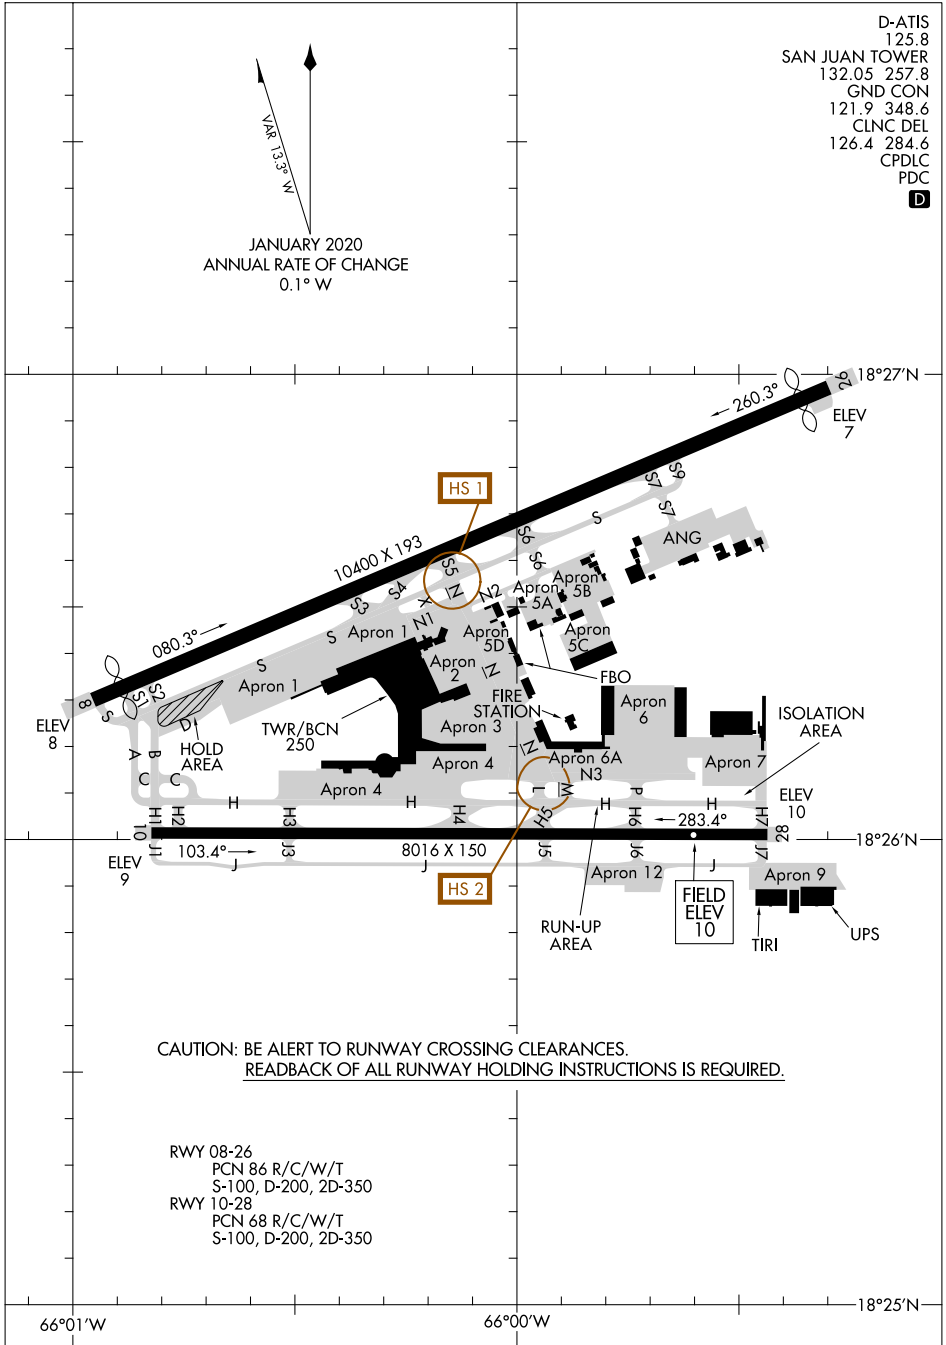 D-ATIS
125.8
SAN JUAN TOWER
132.05 257.8
GND CON
121.9 348.6
CLNC DEL
126.4 284.6
CPDLC
PDC
D
VAR 13.3° W
JANUARY 2020
ANNUAL RATE OF CHANGE
0.1° W
18°27'N
26
260.3°
ELEV
7
HS 1
S9
S7
S7
S
S6
S6
ANG
10400 X 193
S5
N
S4
S3
X
N1
N2
Apron
5A
Apron
5B
Apron
5C
Apron
5D
Apron 1
S
080.3°
S
Apron 1
Apron
2
N
FBO
FIRE
STATION
Apron
6
Apron 3
8
S
S1
S2
D
ELEV
8
HOLD
AREA
TWR/BCN
250
ISOLATION
AREA
A
B
C
C
Apron 4
Apron 4
N
Apron 6A
N3
Apron 7
L
M
P
ELEV
10
H
H
H
H
H1
H2
H3
H4
H5
H6
H7
283.4°
10
28
18°26'N
103.4°
8016 X 150
ELEV
9
J1
J
J3
J
J5
J6
J
J7
HS 2
Apron 12
Apron 9
RUN-UP
AREA
FIELD
ELEV
10
TIRI
UPS
CAUTION: BE ALERT TO RUNWAY CROSSING CLEARANCES.
READBACK OF ALL RUNWAY HOLDING INSTRUCTIONS IS REQUIRED.
RWY 08-26
PCN 86 R/C/W/T
S-100, D-200, 2D-350
RWY 10-28
PCN 68 R/C/W/T
S-100, D-200, 2D-350
18°25'N
66°01'W
66°00'W